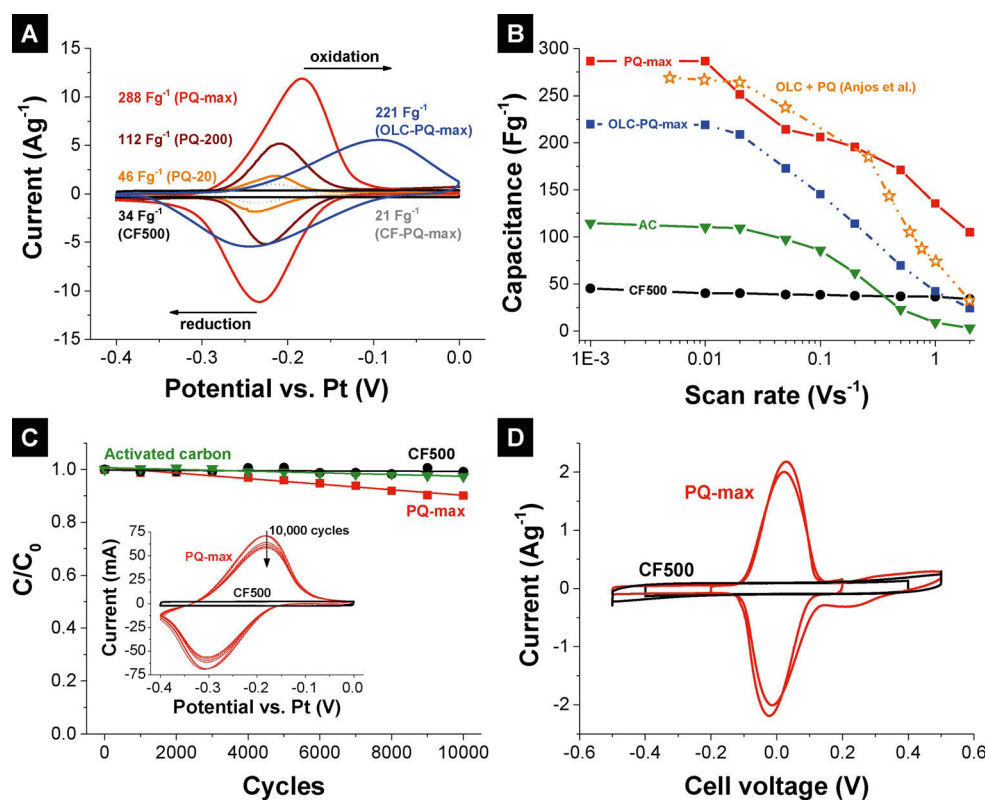 A
oxidation
288 Fg⁻¹ (PQ-max)
221 Fg⁻¹
(OLC-PQ-max)
112 Fg⁻¹ (PQ-200)
46 Fg⁻¹ (PQ-20)
34 Fg⁻¹
(CF500)
21 Fg⁻¹
(CF-PQ-max)
reduction
15
10
5
0
-5
-10
-15
Current (Ag⁻¹)
-0.4 -0.3 -0.2 -0.1 0.0
Potential vs. Pt (V)
B
PQ-max
OLC + PQ (Anjos et al.)
OLC-PQ-max
AC
CF500
300
250
200
150
100
50
0
Capacitance (Fg⁻¹)
1E-3 0.01 0.1 1
Scan rate (Vs⁻¹)
C
Activated carbon
CF500
PQ-max
1.0
0.8
0.6
0.4
0.2
0.0
C/C₀
0 2000 4000 6000 8000 10000
Cycles
10,000 cycles
PQ-max
CF500
75
50
25
0
-25
-50
-75
Current (mA)
-0.4 -0.3 -0.2 -0.1 0.0
Potential vs. Pt (V)
D
PQ-max
CF500
2
1
0
-1
-2
Current (Ag⁻¹)
-0.6 -0.4 -0.2 0.0 0.2 0.4 0.6
Cell voltage (V)